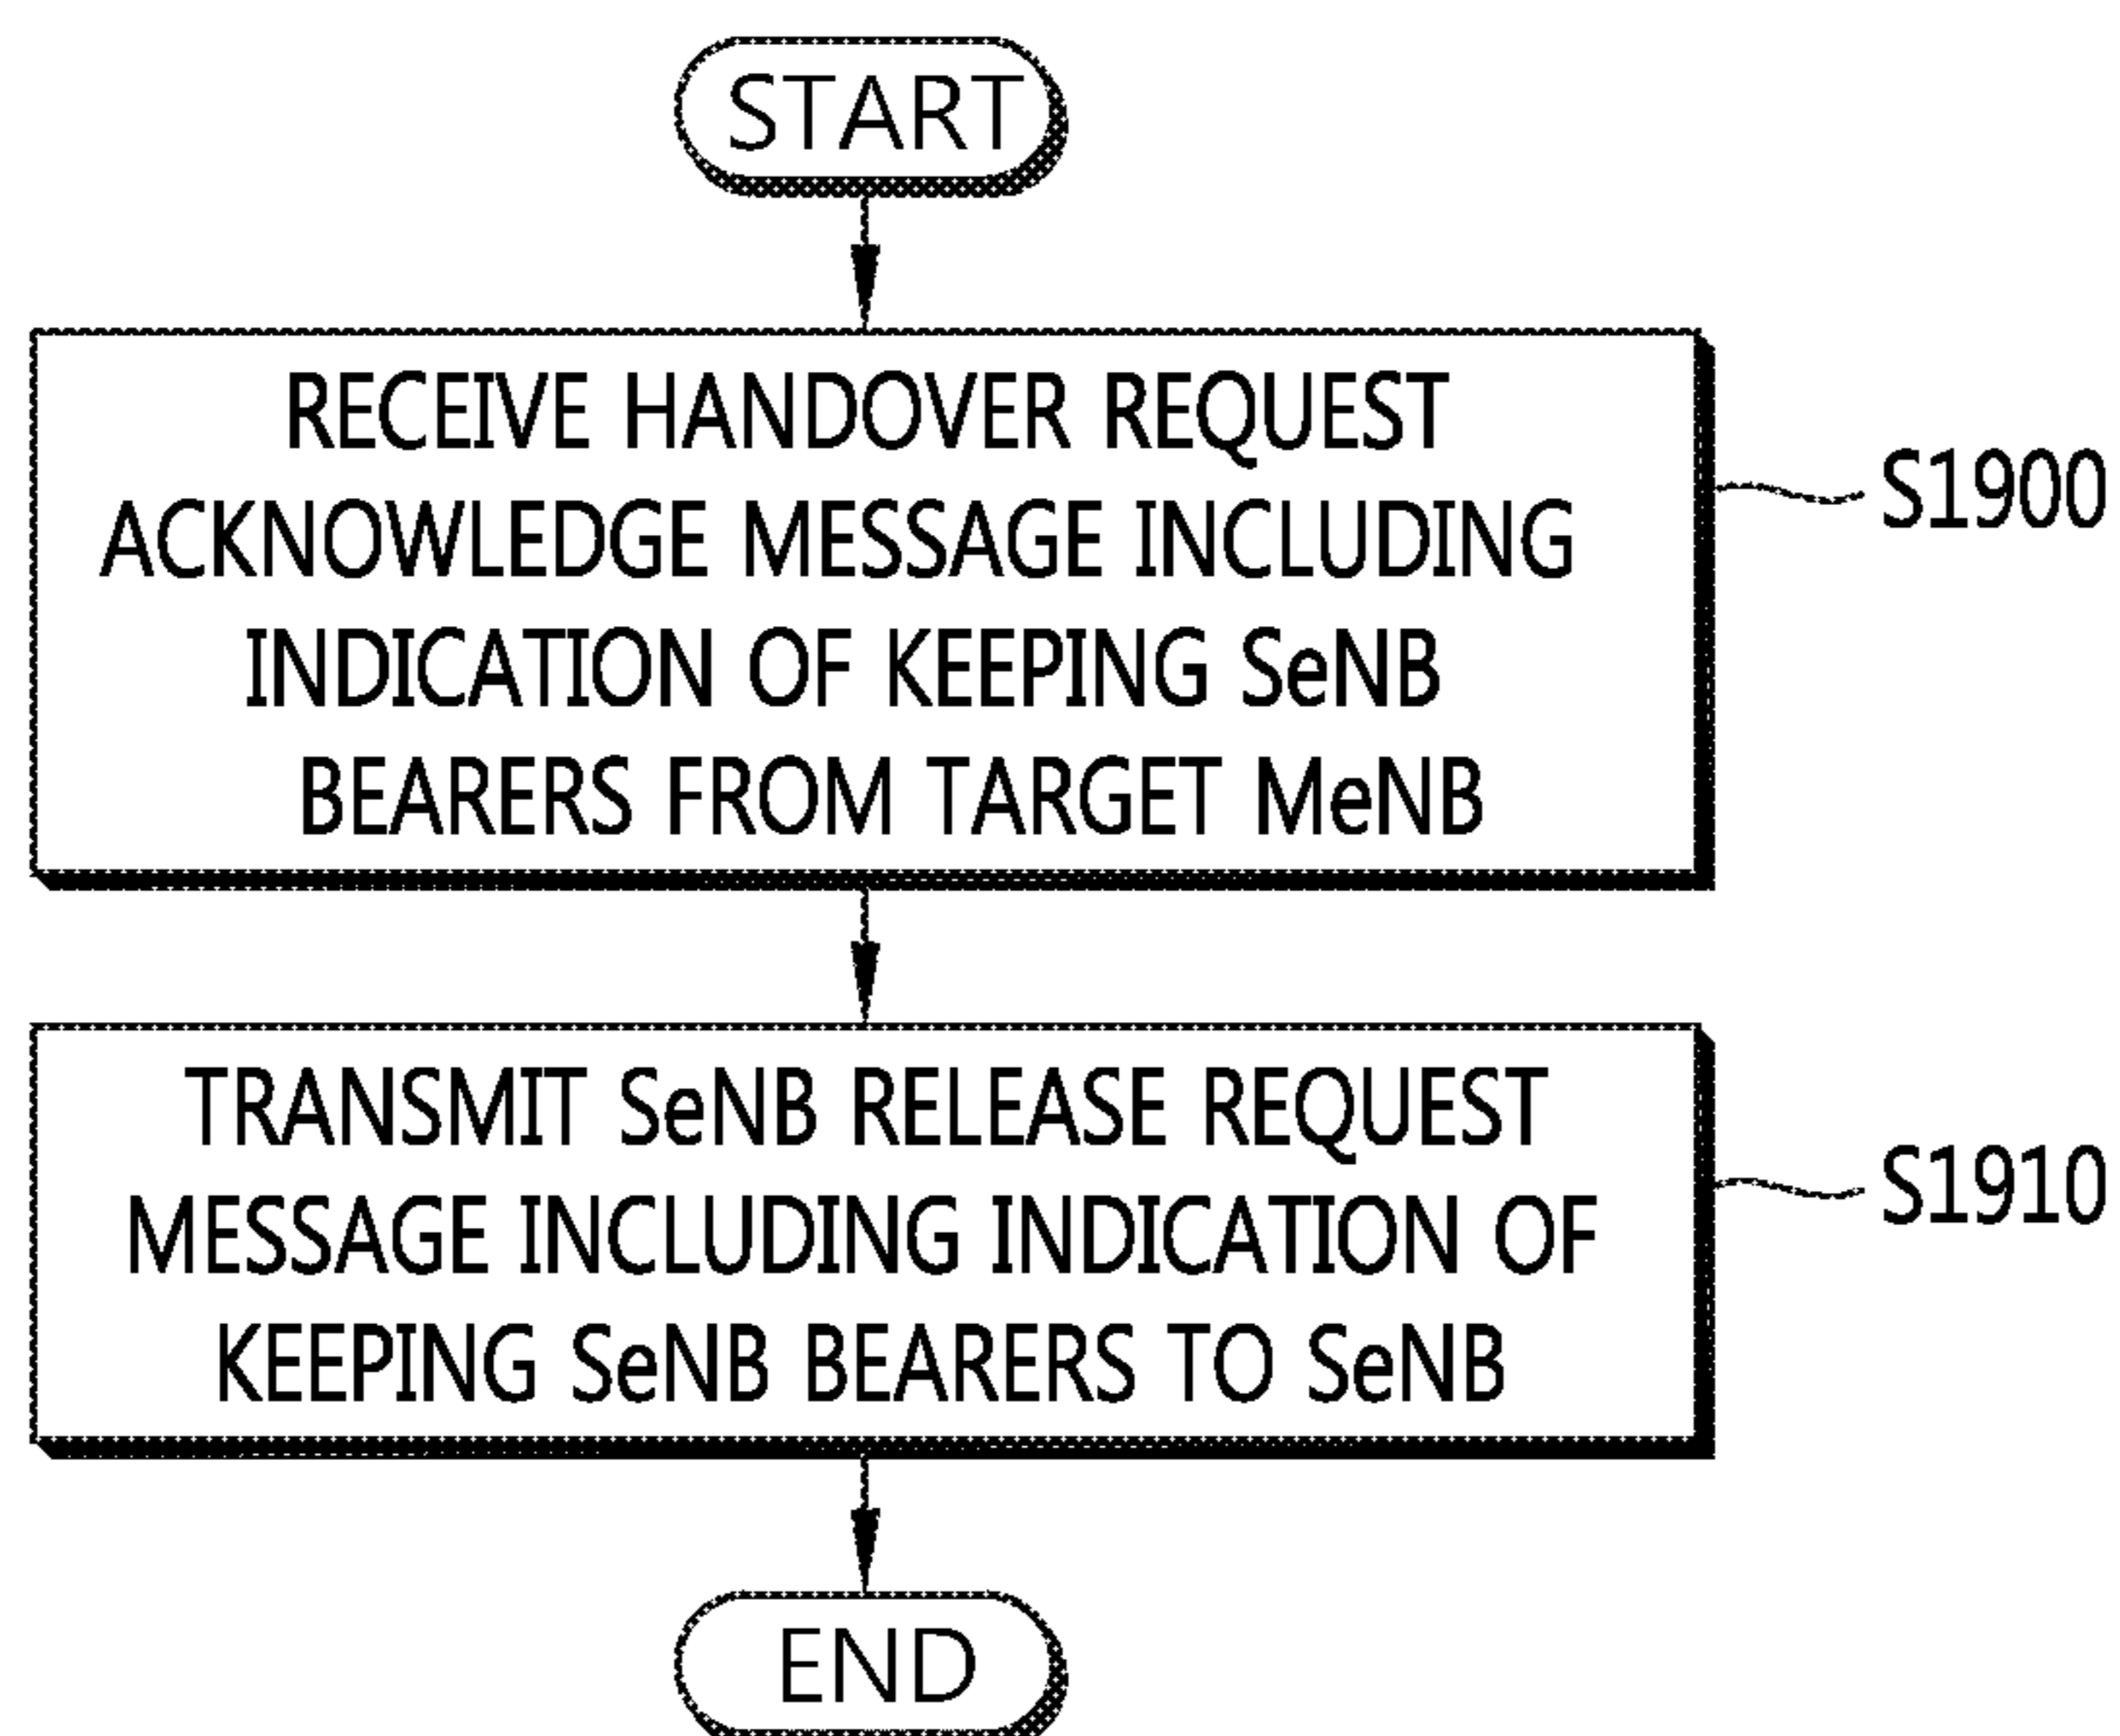 START
RECEIVE HANDOVER REQUEST
ACKNOWLEDGE MESSAGE INCLUDING
INDICATION OF KEEPING SeNB
BEARERS FROM TARGET MeNB
S1900
TRANSMIT SeNB RELEASE REQUEST
MESSAGE INCLUDING INDICATION OF
KEEPING SeNB BEARERS TO SeNB
S1910
END